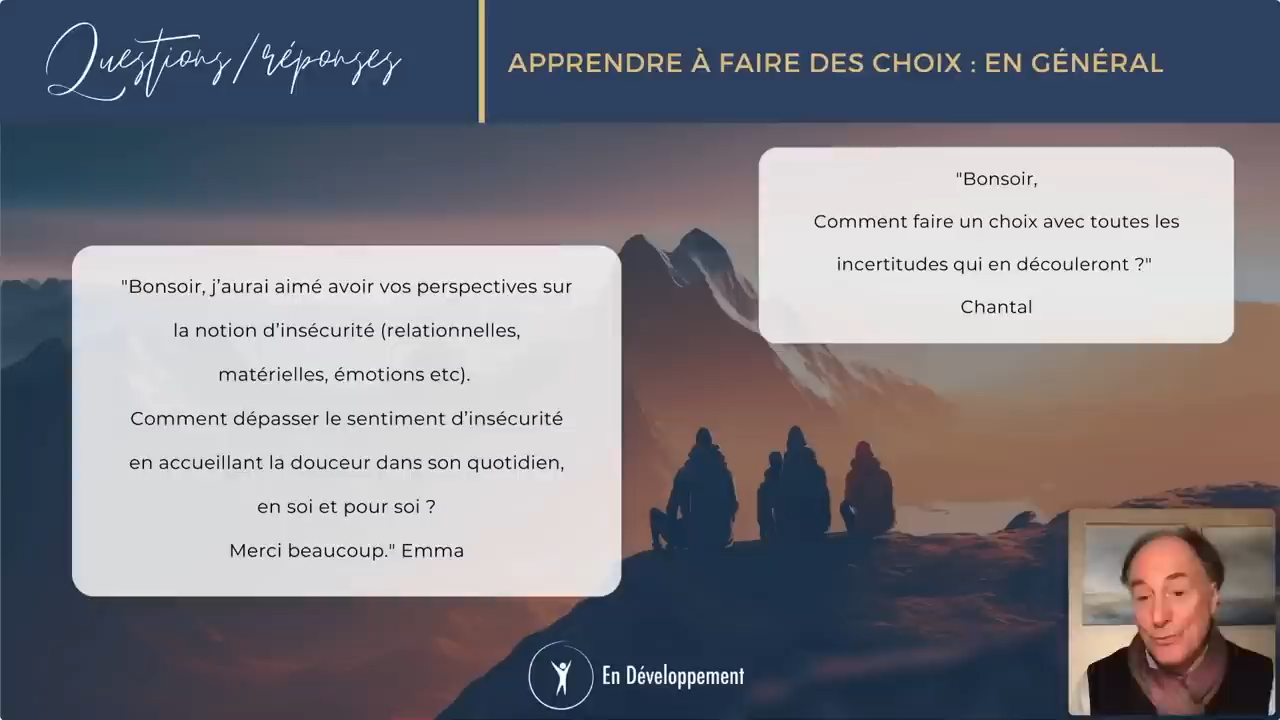 Questions/réponses
APPRENDRE À FAIRE DES CHOIX : EN GÉNÉRAL
"Bonsoir,
Comment faire un choix avec toutes les
incertitudes qui en découleront ?"
Chantal
"Bonsoir, j’aurai aimé avoir vos perspectives sur
la notion d’insécurité (relationnelles,
matérielles, émotions etc).
Comment dépasser le sentiment d’insécurité
en accueillant la douceur dans son quotidien,
en soi et pour soi ?
Merci beaucoup." Emma
En Développement